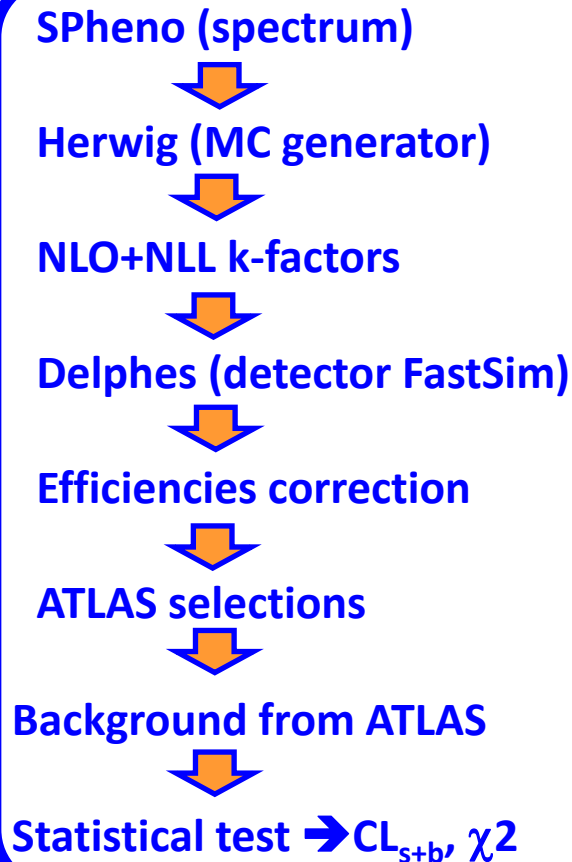 SPheno (spectrum)
Herwig (MC generator)
NLO+NLL k-factors
Delphes (detector FastSim)
Efficiencies correction
ATLAS selections
Background from ATLAS
Statistical test ➔CLs+b, χ2